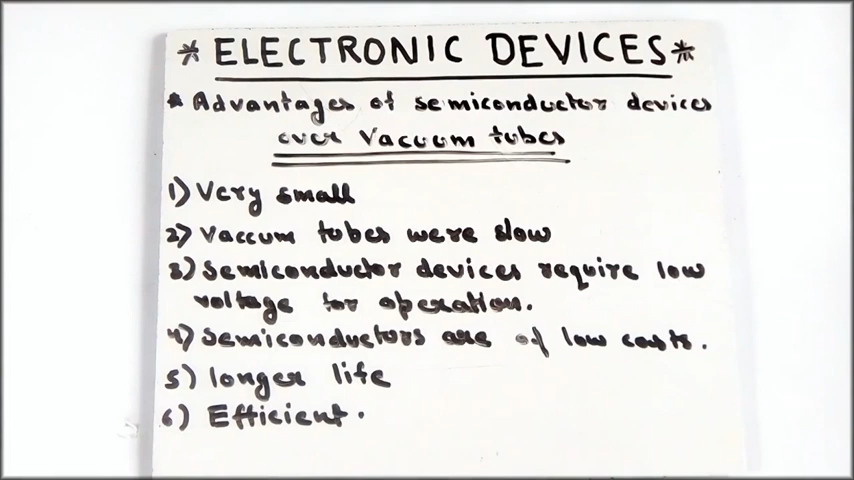 * ELECTRONIC DEVICES *
* Advantages of semiconductor devices
over Vacuum tubes
1) Very small
2) Vaccum tubes were slow
3) Semiconductor devices require low
voltage for operation.
4) Semiconductors are of low costs.
5) longer life
6) Efficient.